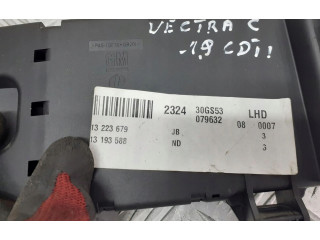 VECTRA C
-1,9 CDTI
2324 30GS53 LHD
079632 08 0007
13 223 679 JB 3
13 193 588 ND 3